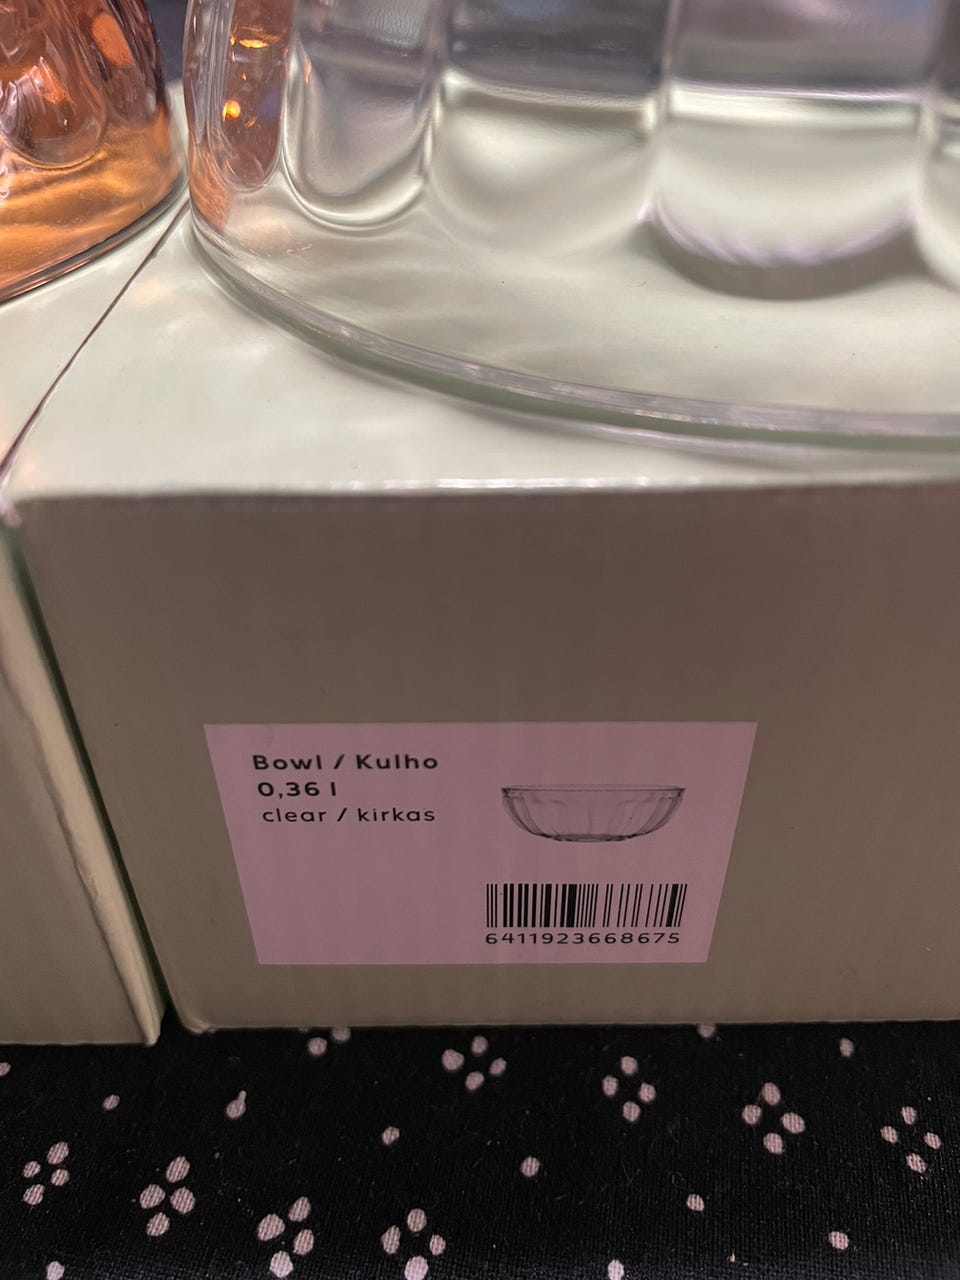 Bowl / Kulho
0,36 l
clear / kirkas
6411923668675